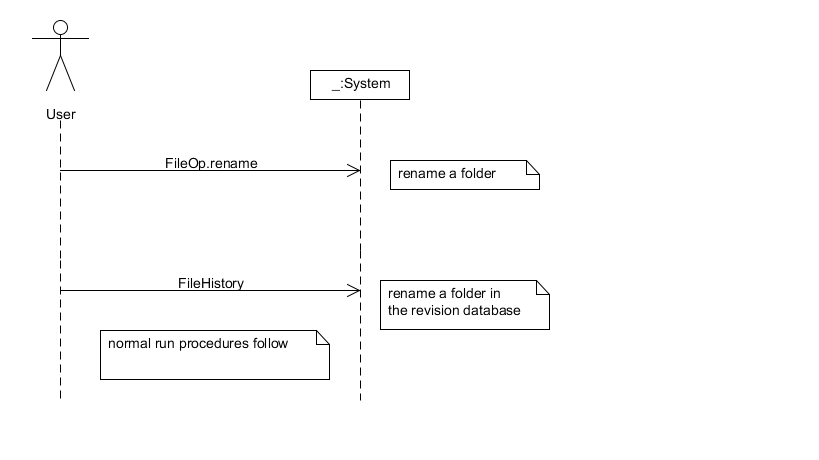 _:System
User
FileOp.rename
rename a folder
FileHistory
rename a folder in
the revision database
normal run procedures follow